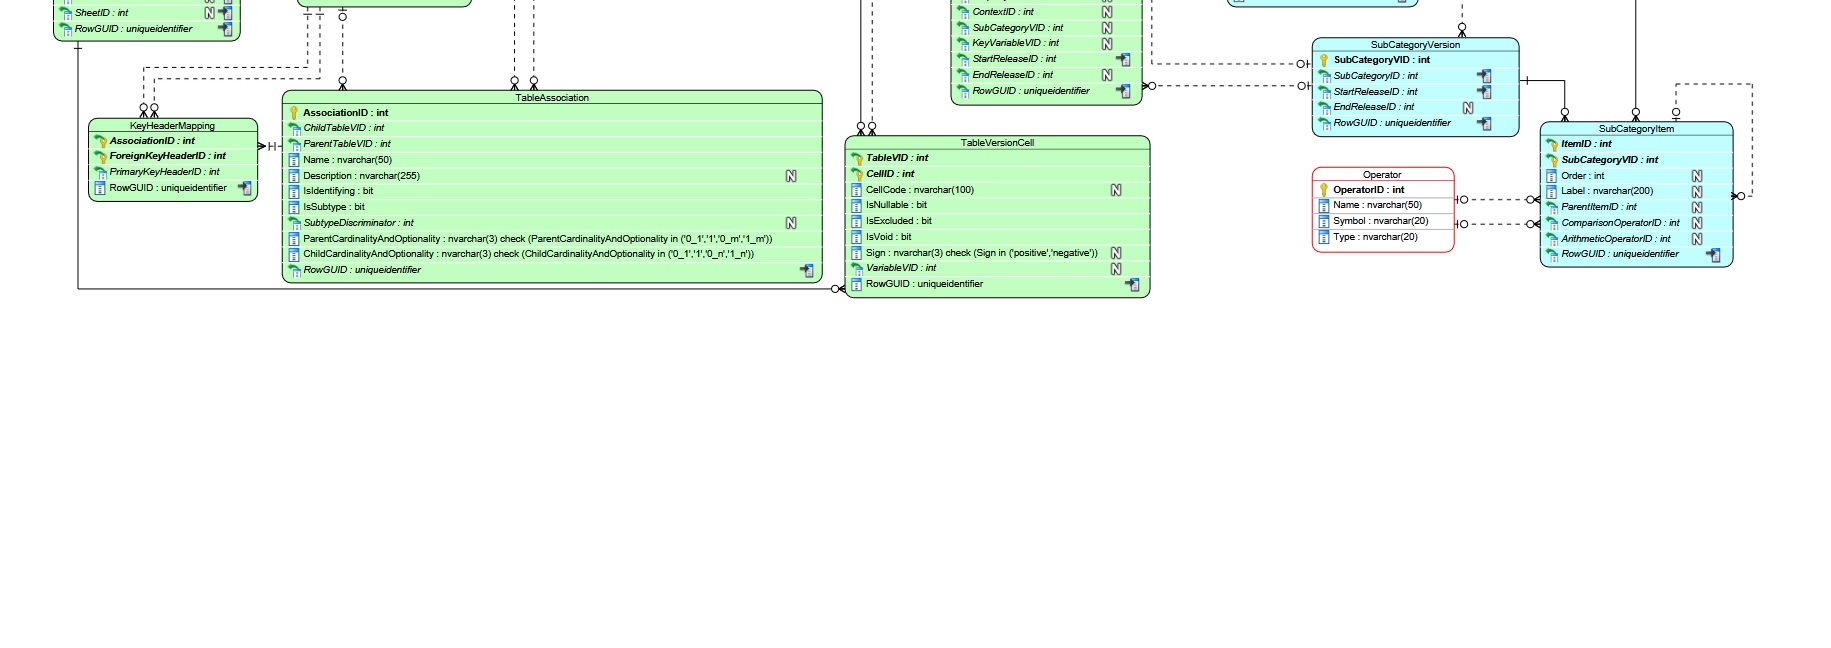 SheetID : int N
RowGUID : uniqueidentifier
KeyHeaderMapping
AssociationID : int
ForeignKeyHeaderID : int
PrimaryKeyHeaderID : int
RowGUID : uniqueidentifier
TableAssociation
AssociationID : int
ChildTableVID : int
ParentTableVID : int
Name : nvarchar(50)
Description : nvarchar(255) N
IsIdentifying : bit
IsSubtype : bit
SubtypeDiscriminator : int N
ParentCardinalityAndOptionality : nvarchar(3) check (ParentCardinalityAndOptionality in ('0_1','1','0_m','1_m'))
ChildCardinalityAndOptionality : nvarchar(3) check (ChildCardinalityAndOptionality in ('0_1','1','0_n','1_n'))
RowGUID : uniqueidentifier
TableVersionCell
TableVID : int
CellID : int
CellCode : nvarchar(100) N
IsNullable : bit
IsExcluded : bit
IsVoid : bit
Sign : nvarchar(3) check (Sign in ('positive','negative')) N
VariableVID : int N
RowGUID : uniqueidentifier
ContextID : int N
SubCategoryVID : int N
KeyVariableVID : int N
StartReleaseID : int
EndReleaseID : int N
RowGUID : uniqueidentifier
SubCategoryVersion
SubCategoryVID : int
SubCategoryID : int
StartReleaseID : int
EndReleaseID : int N
RowGUID : uniqueidentifier
Operator
OperatorID : int
Name : nvarchar(50)
Symbol : nvarchar(20)
Type : nvarchar(20)
SubCategoryItem
ItemID : int
SubCategoryVID : int
Order : int N
Label : nvarchar(200) N
ParentItemID : int N
ComparisonOperatorID : int N
ArithmeticOperatorID : int N
RowGUID : uniqueidentifier